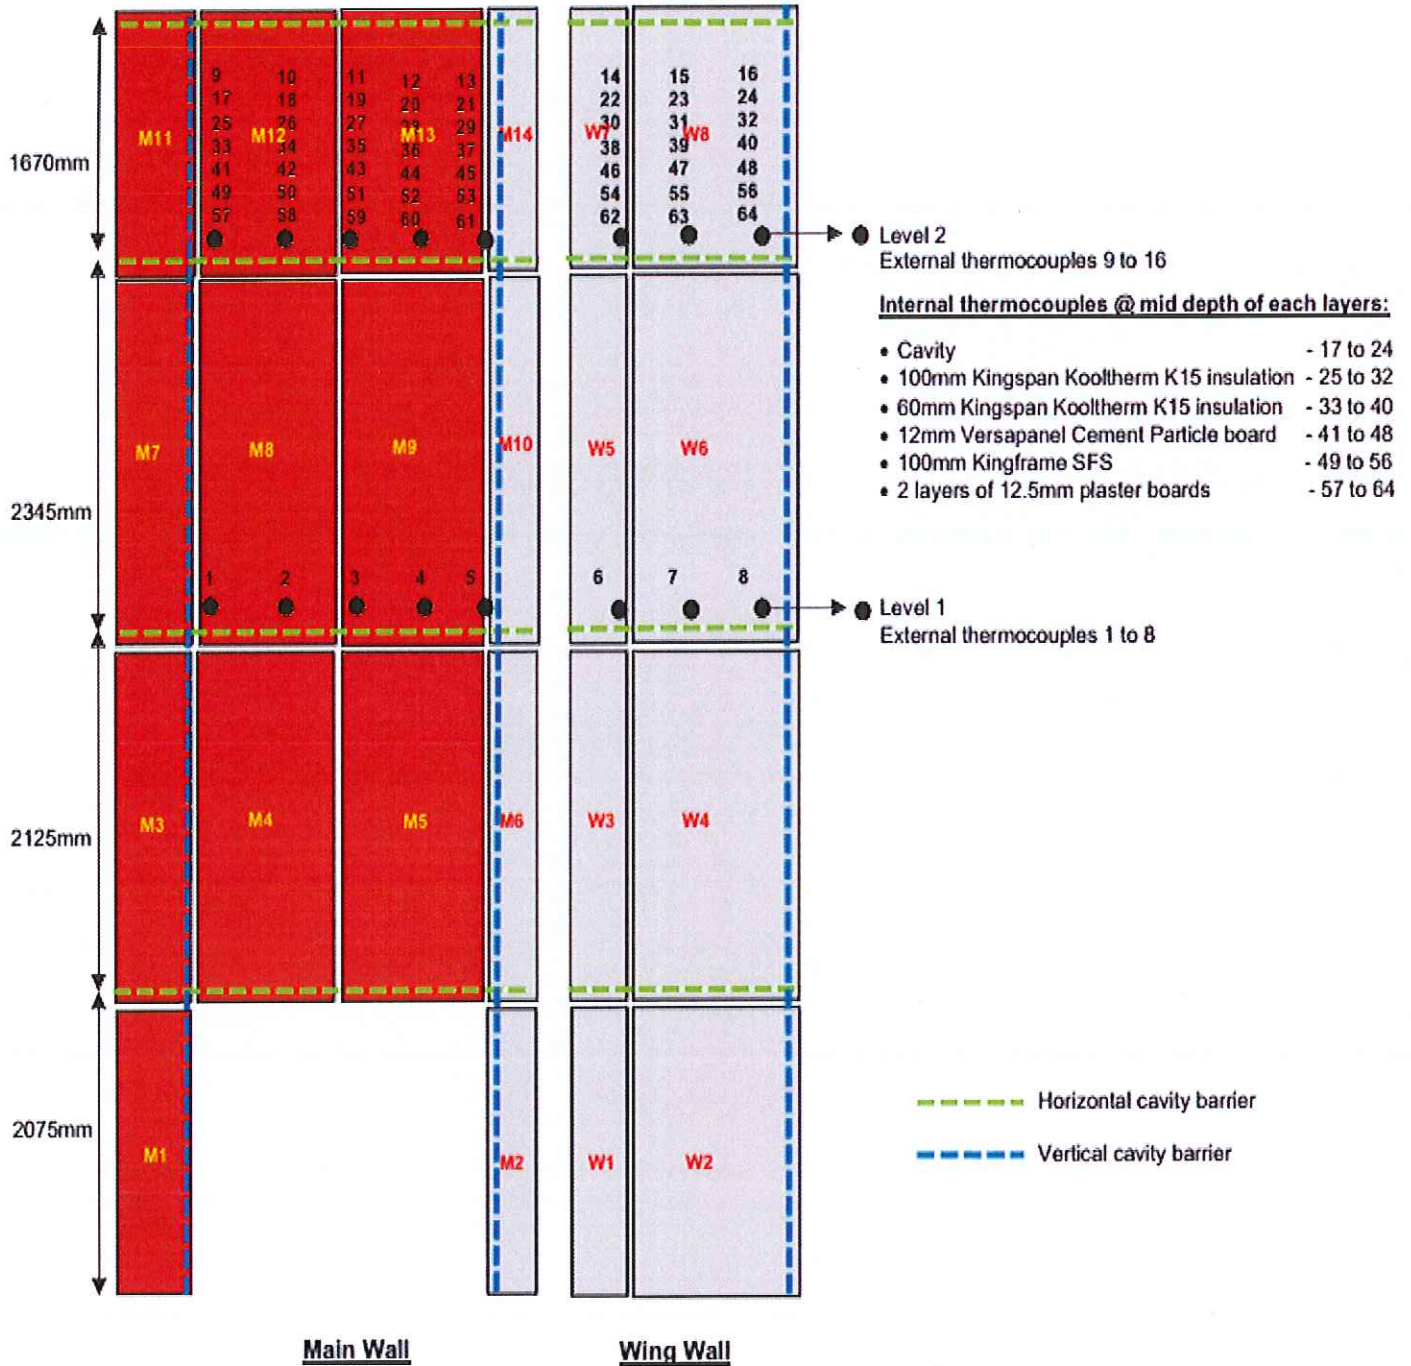 9 10 11 12 13 14 15 16
17 18 19 20 21 22 23 24
25 26 27 29 30 31 32
M11 M12 M13 M14 W7 W8
33 34 35 36 37 38 39 40
1670mm
41 42 43 44 45 46 47 48
49 50 51 52 53 54 55 56
57 58 59 60 61 62 63 64
Level 2
External thermocouples 9 to 16
Internal thermocouples @ mid depth of each layers:
• Cavity - 17 to 24
• 100mm Kingspan Kooltherm K15 insulation - 25 to 32
• 60mm Kingspan Kooltherm K15 insulation - 33 to 40
• 12mm Versapanel Cement Particle board - 41 to 48
• 100mm Kingframe SFS - 49 to 56
• 2 layers of 12.5mm plaster boards - 57 to 64
M7 M8 M9 M10 W5 W6
2345mm
1 2 3 4 5 6 7 8
Level 1
External thermocouples 1 to 8
M3 M4 M5 M6 W3 W4
2125mm
Horizontal cavity barrier
2075mm
Vertical cavity barrier
M1 M2 W1 W2
Main Wall Wing Wall